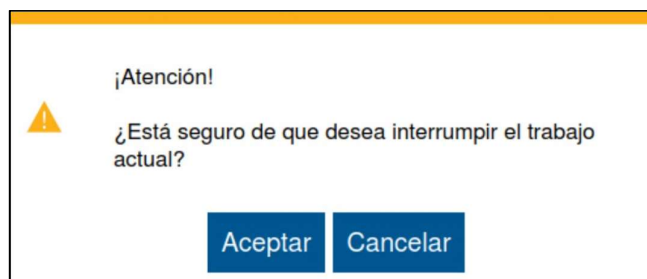 ¡Atención!
¿Está seguro de que desea interrumpir el trabajo
actual?
Aceptar Cancelar